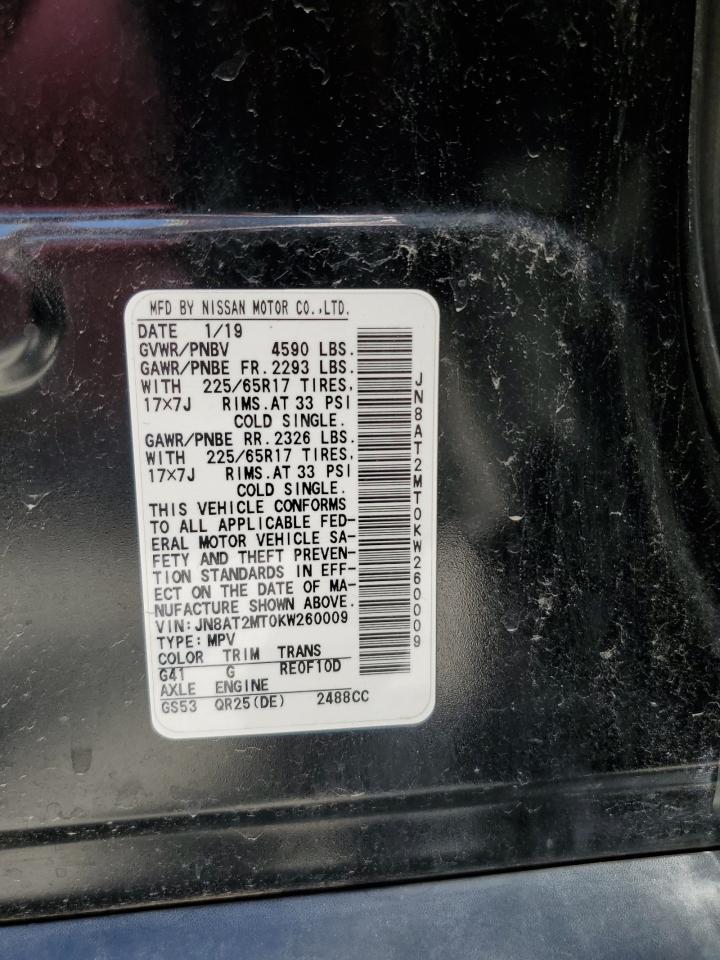 MFD BY NISSAN MOTOR CO.,LTD.
DATE 1/19
GVWR/PNBV 4590 LBS.
GAWR/PNBE FR.2293 LBS.
WITH 225/65R17 TIRES,
17×7J RIMS.AT 33 PSI
COLD SINGLE.
GAWR/PNBE RR.2326 LBS.
WITH 225/65R17 TIRES,
17×7J RIMS.AT 33 PSI
COLD SINGLE.
THIS VEHICLE CONFORMS
TO ALL APPLICABLE FED-
ERAL MOTOR VEHICLE SA-
FETY AND THEFT PREVEN-
TION STANDARDS IN EFF-
ECT ON THE DATE OF MA-
NUFACTURE SHOWN ABOVE.
VIN:JN8AT2MT0KW260009
TYPE:MPV
COLOR TRIM TRANS
G41 G RE0F10D
AXLE ENGINE
GS53 QR25(DE) 2488CC
JN8AT2MT0KW260009